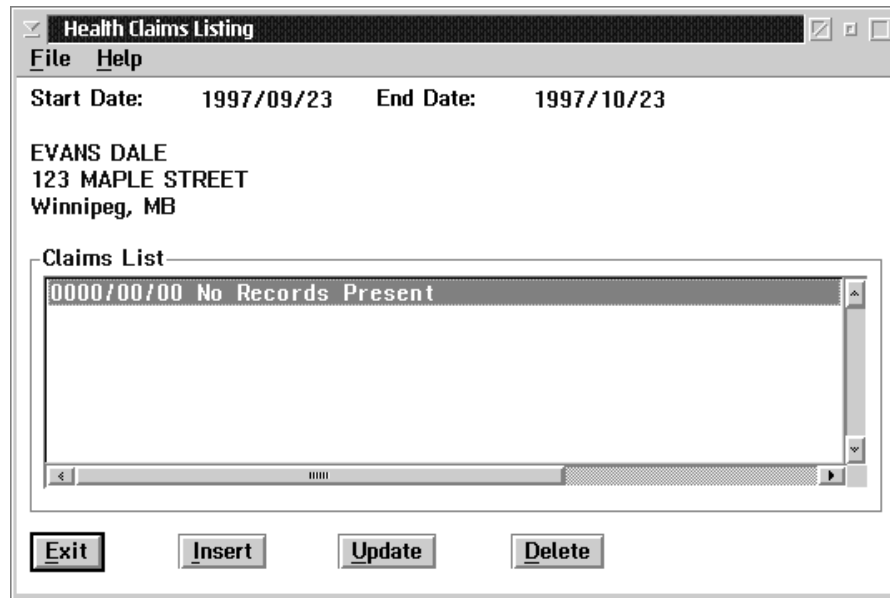 Health Claims Listing
File Help
Start Date: 1997/09/23 End Date: 1997/10/23
EVANS DALE
123 MAPLE STREET
Winnipeg, MB
Claims List
0000/00/00 No Records Present
Exit Insert Update Delete